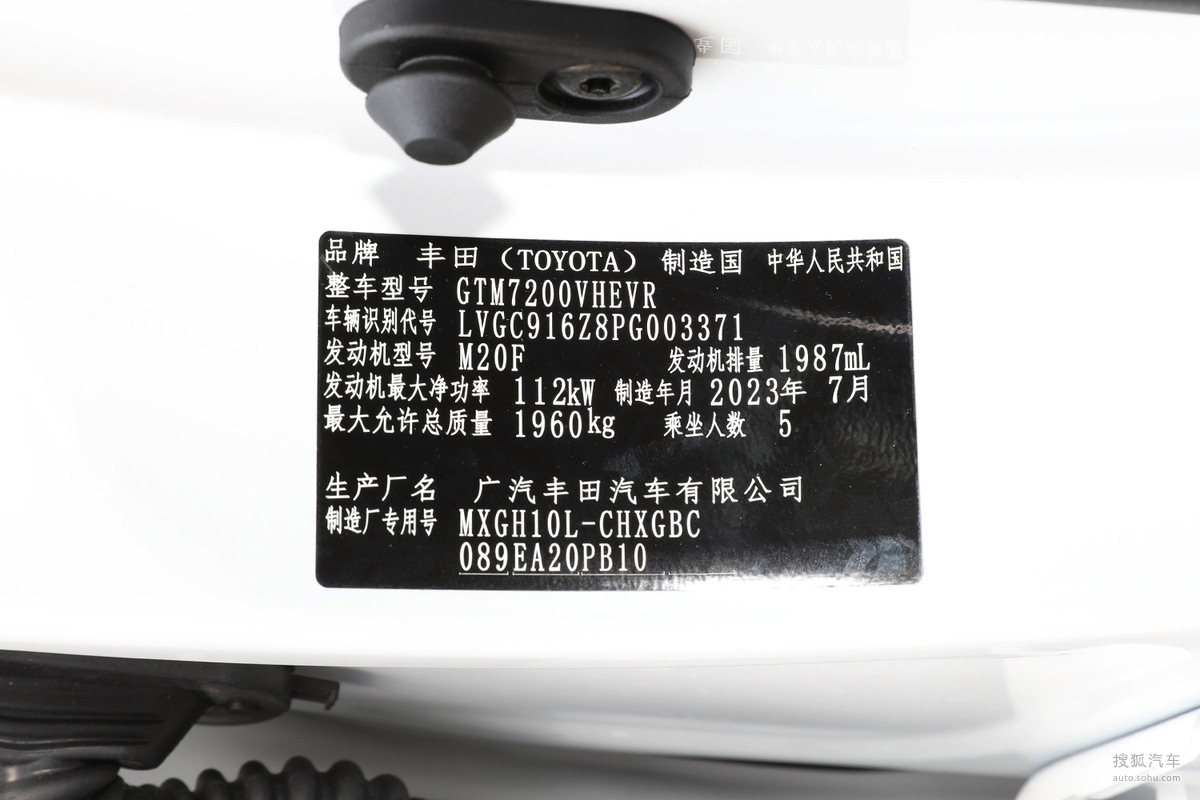 品牌 丰田（TOYOTA） 制造国 中华人民共和国
整车型号 GTM7200VHEVR
车辆识别代号 LVGC916Z8PG003371
发动机型号 M20F 发动机排量 1987mL
发动机最大净功率 112kW 制造年月 2023年 7月
最大允许总质量 1960kg 乘坐人数 5
生产厂名 广汽丰田汽车有限公司
制造厂专用号 MXGH10L-CHXGBC
089EA20PB10
搜狐汽车
auto.sohu.com